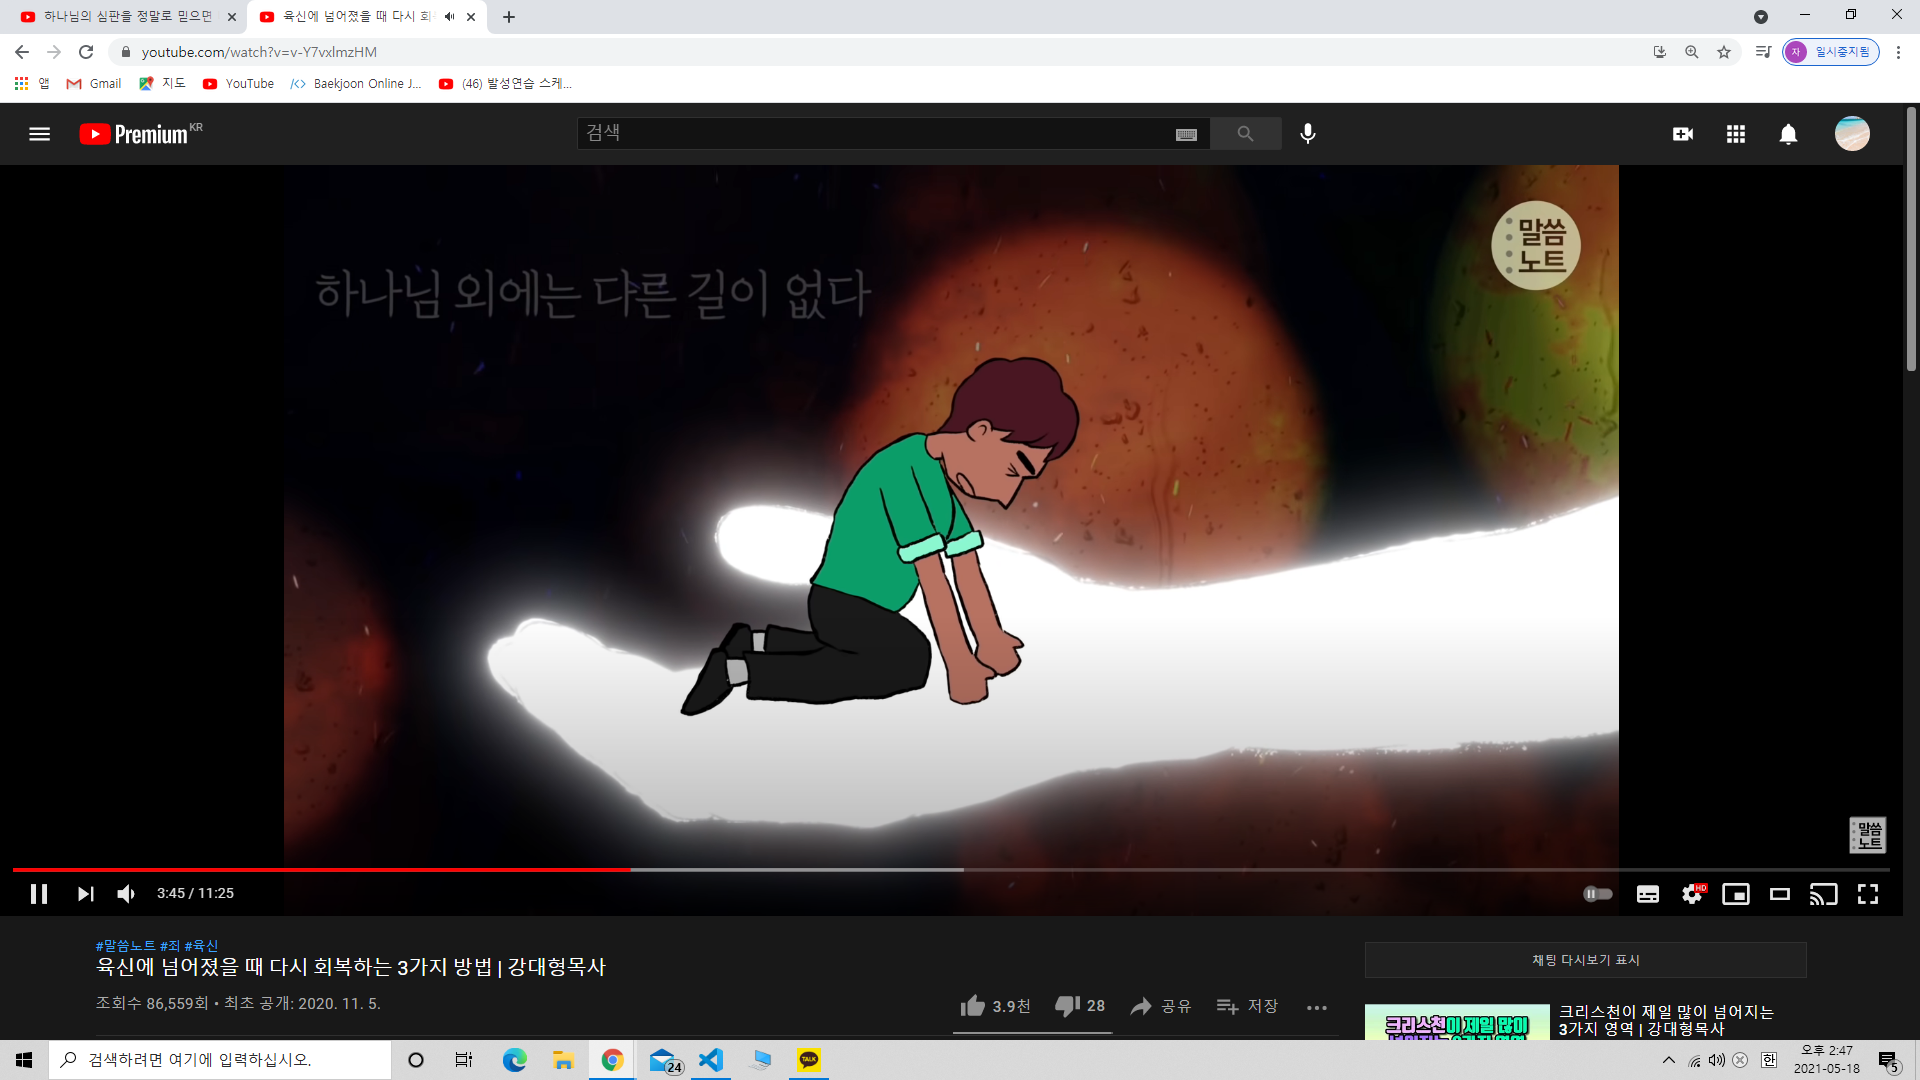 하나님의 심판을 정말로 믿으면
육신에 넘어졌을 때 다시 회
youtube.com/watch?v=v-Y7vxlmzHM
자 일시중지됨
앱 Gmail 지도 YouTube Baekjoon Online J... (46) 발성연습 스케...
Premium KR
검색
말씀
노트
하나님 외에는 다른 길이 없다
말씀
노트
3:45 / 11:25
HD
#말씀노트 #죄 #육신
육신에 넘어졌을 때 다시 회복하는 3가지 방법 | 강대형목사
조회수 86,559회 • 최초 공개: 2020. 11. 5.
3.9천 28 공유 저장
채팅 다시보기 표시
크리스천이 제일 많이
크리스천이 제일 많이 넘어지는
3가지 영역 | 강대형목사
검색하려면 여기에 입력하십시오.
24
TALK
한
오후 2:47
2021-05-18
5